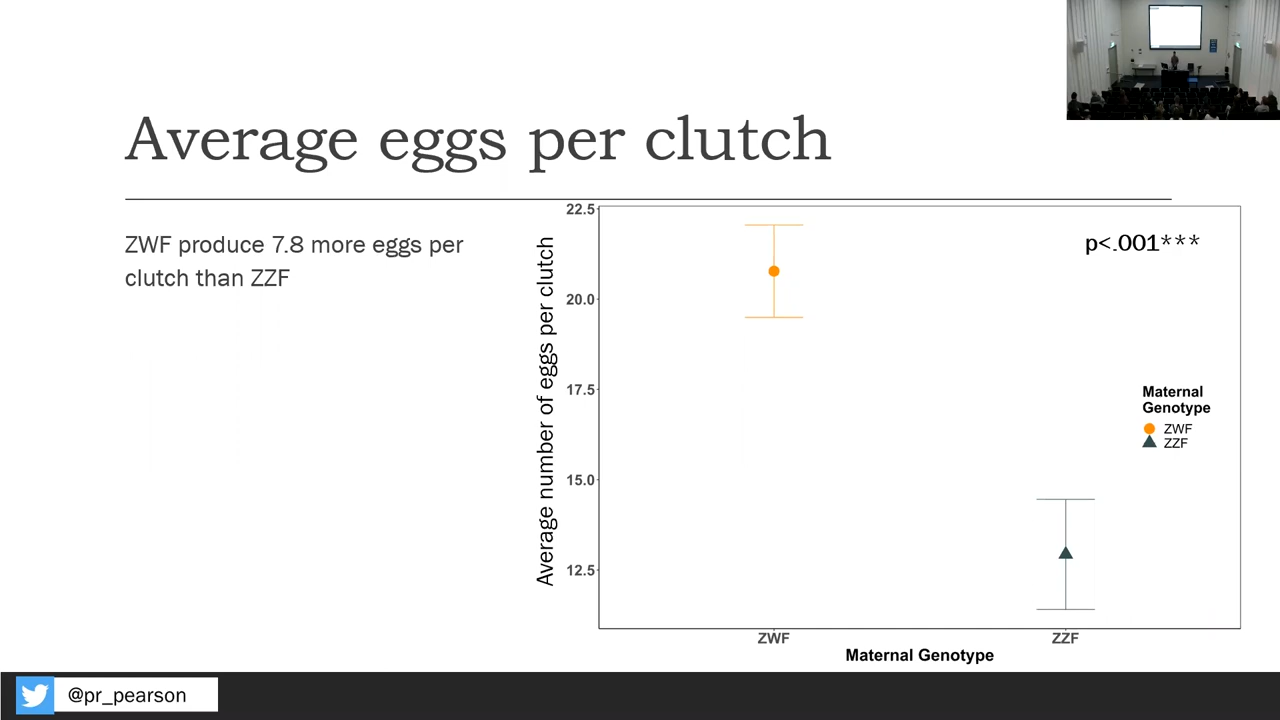 Average eggs per clutch
ZWF produce 7.8 more eggs per
clutch than ZZF
Average number of eggs per clutch
22.5
20.0
17.5
15.0
12.5
p<.001***
Maternal
Genotype
ZWF
ZZF
ZWF
ZZF
Maternal Genotype
@pr_pearson